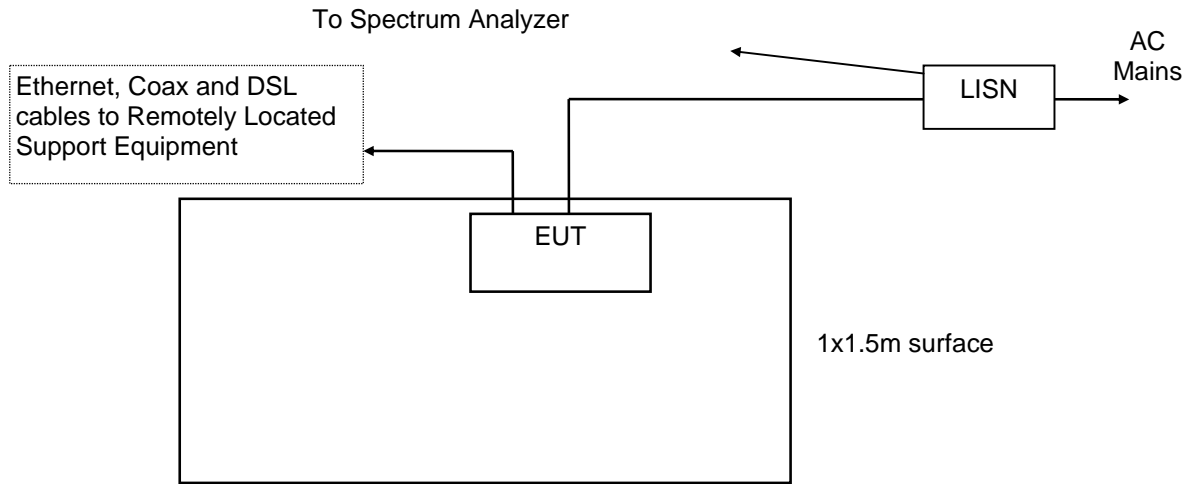 To Spectrum Analyzer
AC
Mains
Ethernet, Coax and DSL
cables to Remotely Located
Support Equipment
LISN
EUT
1x1.5m surface